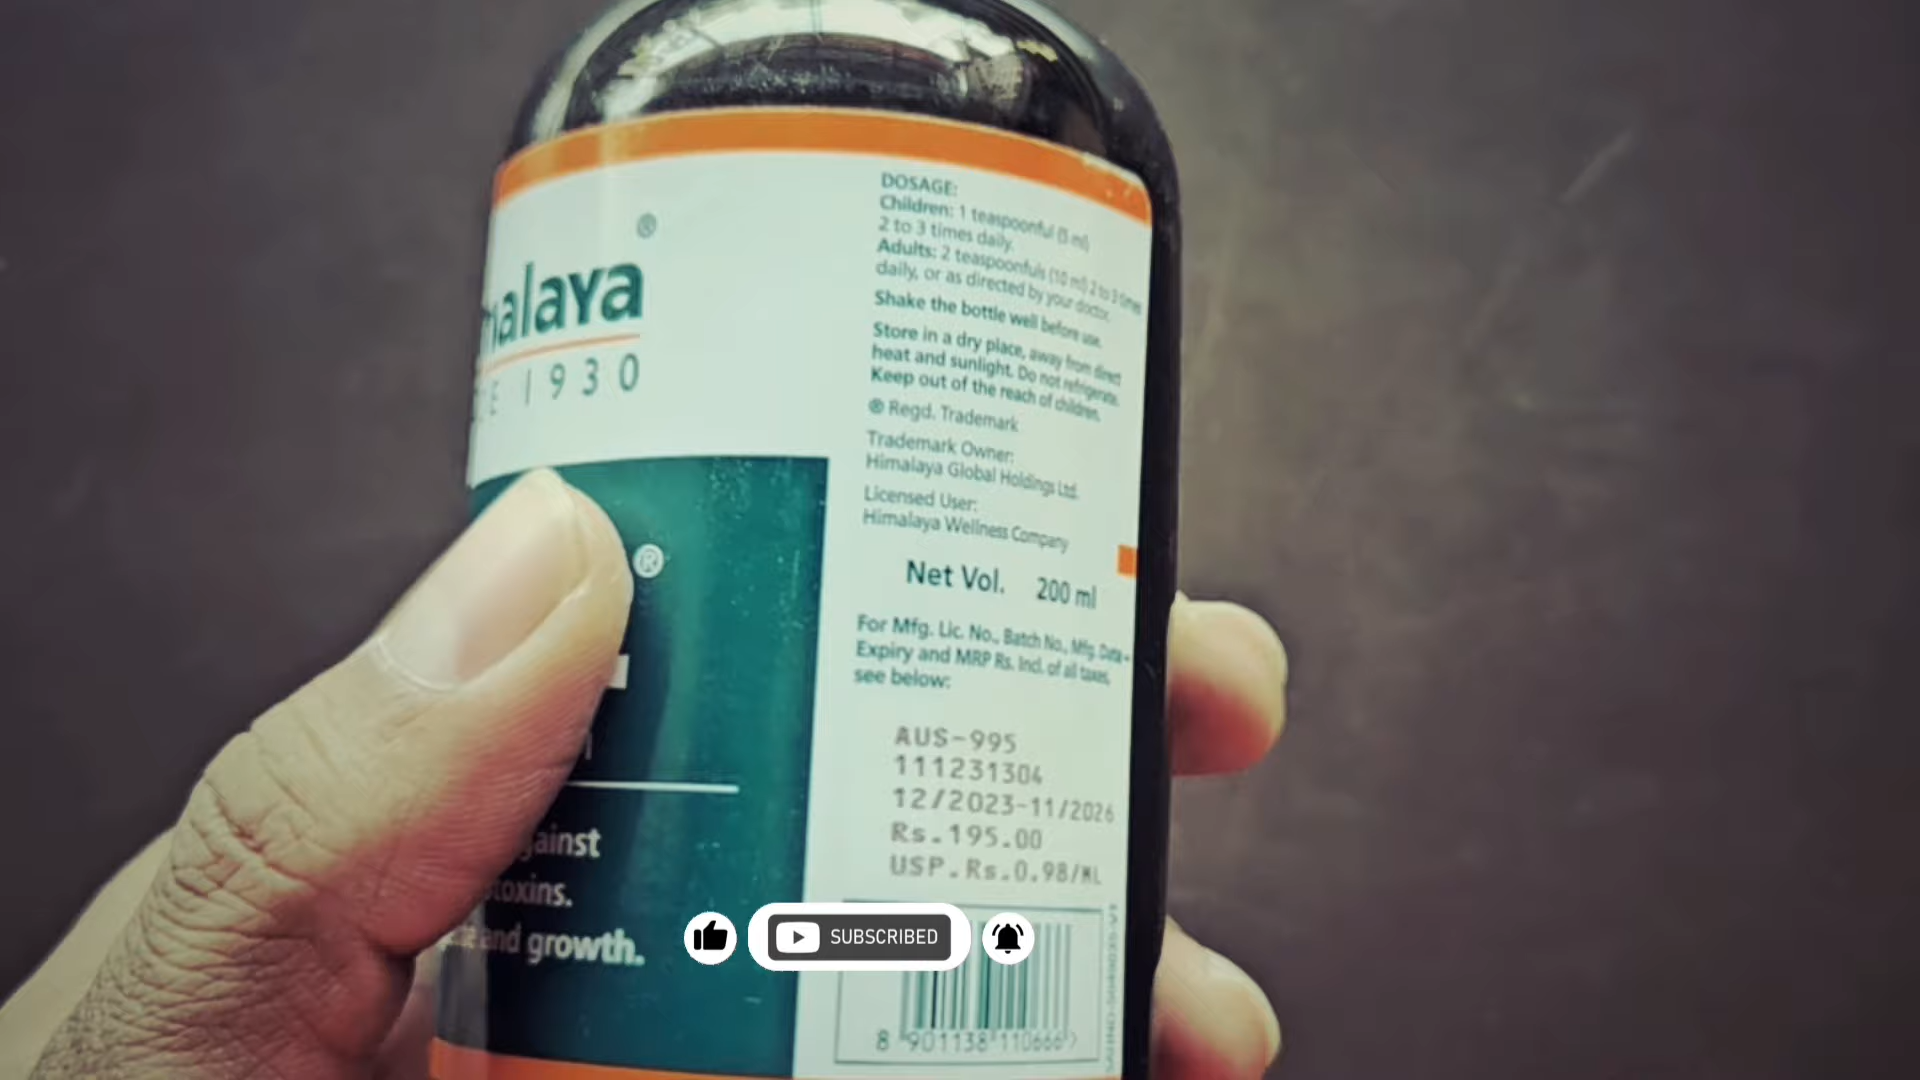 ®
malaya
E 1930
®
gainst
toxins.
and growth.
DOSAGE:
Children: 1 teaspoonful (5 ml)
2 to 3 times daily.
Adults: 2 teaspoonfuls (10 ml) 2 to 3 times
daily, or as directed by your doctor.
Shake the bottle well before use.
Store in a dry place, away from direct
heat and sunlight. Do not refrigerate.
Keep out of the reach of children.
® Regd. Trademark
Trademark Owner:
Himalaya Global Holdings Ltd.
Licensed User:
Himalaya Wellness Company
Net Vol. 200 ml
For Mfg. Lic. No., Batch No., Mfg. Date -
Expiry and MRP Rs. Incl. of all taxes,
see below:
AUS-995
111231304
12/2023-11/2026
Rs.195.00
USP.Rs.0.98/ML
8 901138 110666
SUBSCRIBED